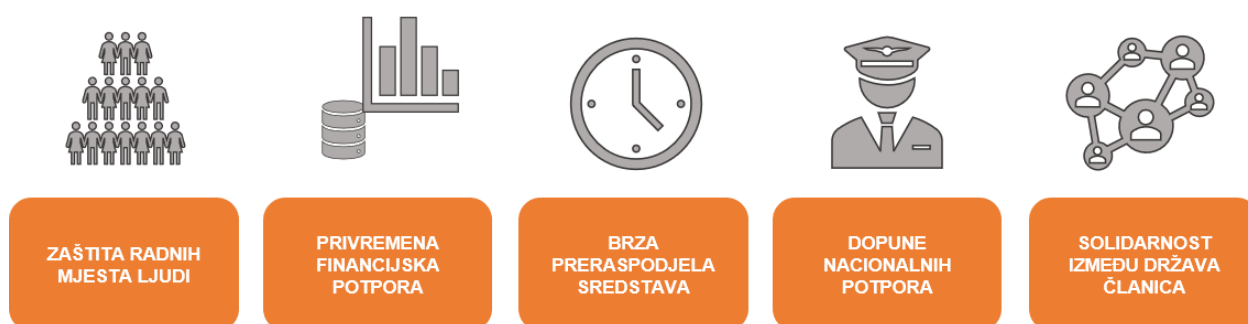 ZAŠTITA RADNIH
MJESTA LJUDI
PRIVREMENA
FINANCIJSKA
POTPORA
BRZA
PRERASPODJELA
SREDSTAVA
DOPUNE
NACIONALNIH
POTPORA
SOLIDARNOST
IZMEĐU DRŽAVA
ČLANICA